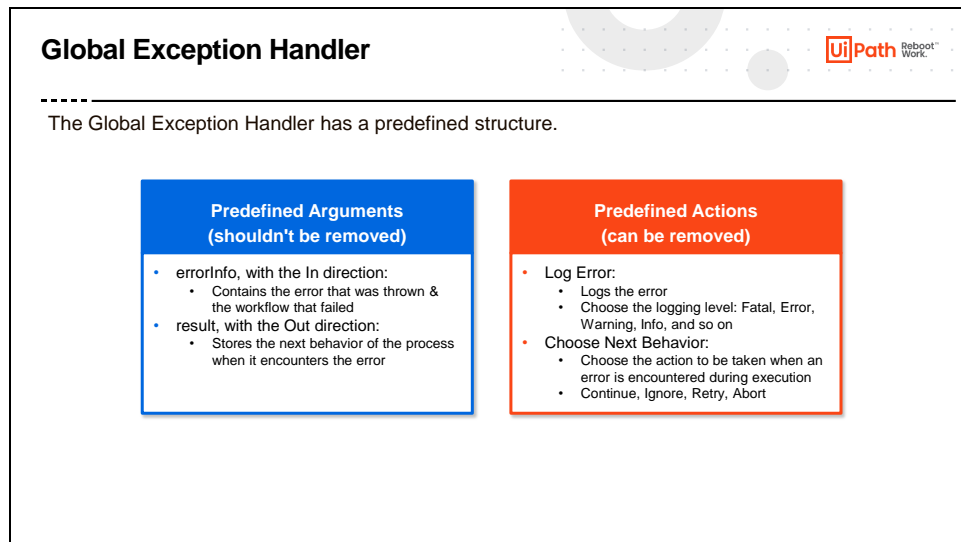 Global Exception Handler
UiPath Reboot™
Work.
The Global Exception Handler has a predefined structure.
Predefined Arguments
(shouldn't be removed)
• errorInfo, with the In direction:
• Contains the error that was thrown &
the workflow that failed
• result, with the Out direction:
• Stores the next behavior of the process
when it encounters the error
Predefined Actions
(can be removed)
• Log Error:
• Logs the error
• Choose the logging level: Fatal, Error,
Warning, Info, and so on
• Choose Next Behavior:
• Choose the action to be taken when an
error is encountered during execution
• Continue, Ignore, Retry, Abort